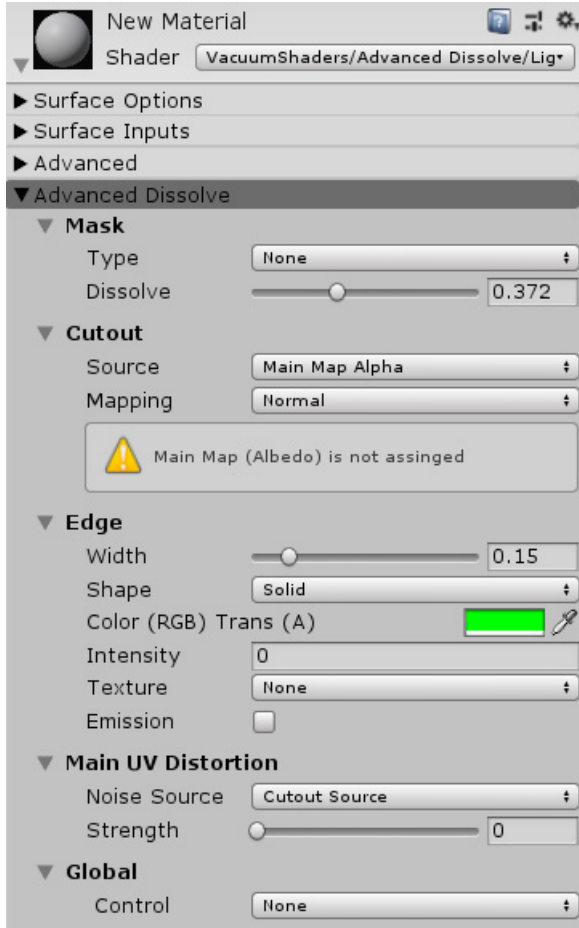 New Material
Shader VacuumShaders/Advanced Dissolve/Lig
Surface Options
Surface Inputs
Advanced
Advanced Dissolve
Mask
Type None
Dissolve 0.372
Cutout
Source Main Map Alpha
Mapping Normal
Main Map (Albedo) is not assinged
Edge
Width 0.15
Shape Solid
Color (RGB) Trans (A)
Intensity 0
Texture None
Emission
Main UV Distortion
Noise Source Cutout Source
Strength 0
Global
Control None